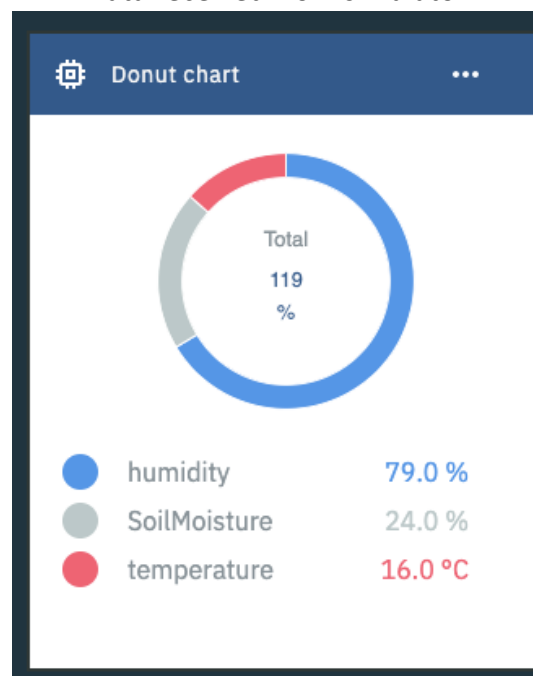 Donut chart
Total
119
%
humidity 79.0 %
SoilMoisture 24.0 %
temperature 16.0 °C